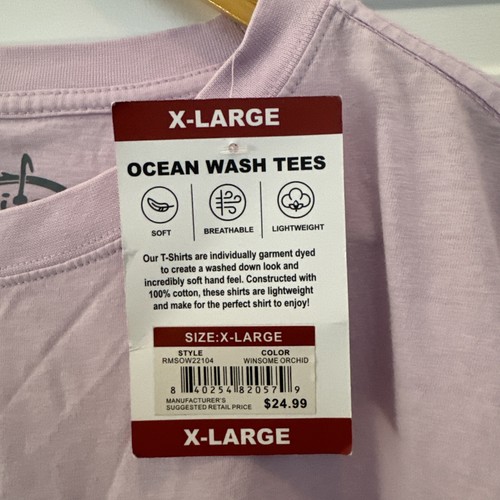 X-LARGE
OCEAN WASH TEES
SOFT
BREATHABLE
LIGHTWEIGHT
Our T-Shirts are individually garment dyed
to create a washed down look and
incredibly soft hand feel. Constructed with
100% cotton, these shirts are lightweight
and make for the perfect shirt to enjoy!
SIZE:X-LARGE
STYLE COLOR
RMSOW22104 WINSOME ORCHID
8 40254 82057 9
MANUFACTURER'S
SUGGESTED RETAIL PRICE $24.99
X-LARGE